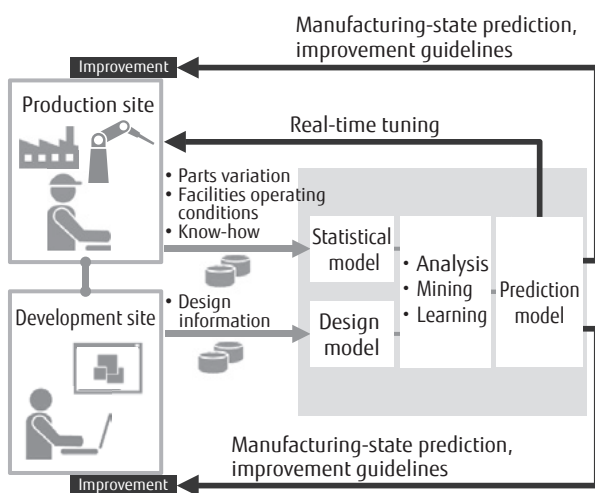 Manufacturing-state prediction,
improvement guidelines
Improvement
Production site
Real-time tuning
• Parts variation
• Facilities operating
conditions
• Know-how
Statistical
model
• Analysis
• Mining
• Learning
Prediction
model
Development site
• Design
information
Design
model
Manufacturing-state prediction,
improvement guidelines
Improvement